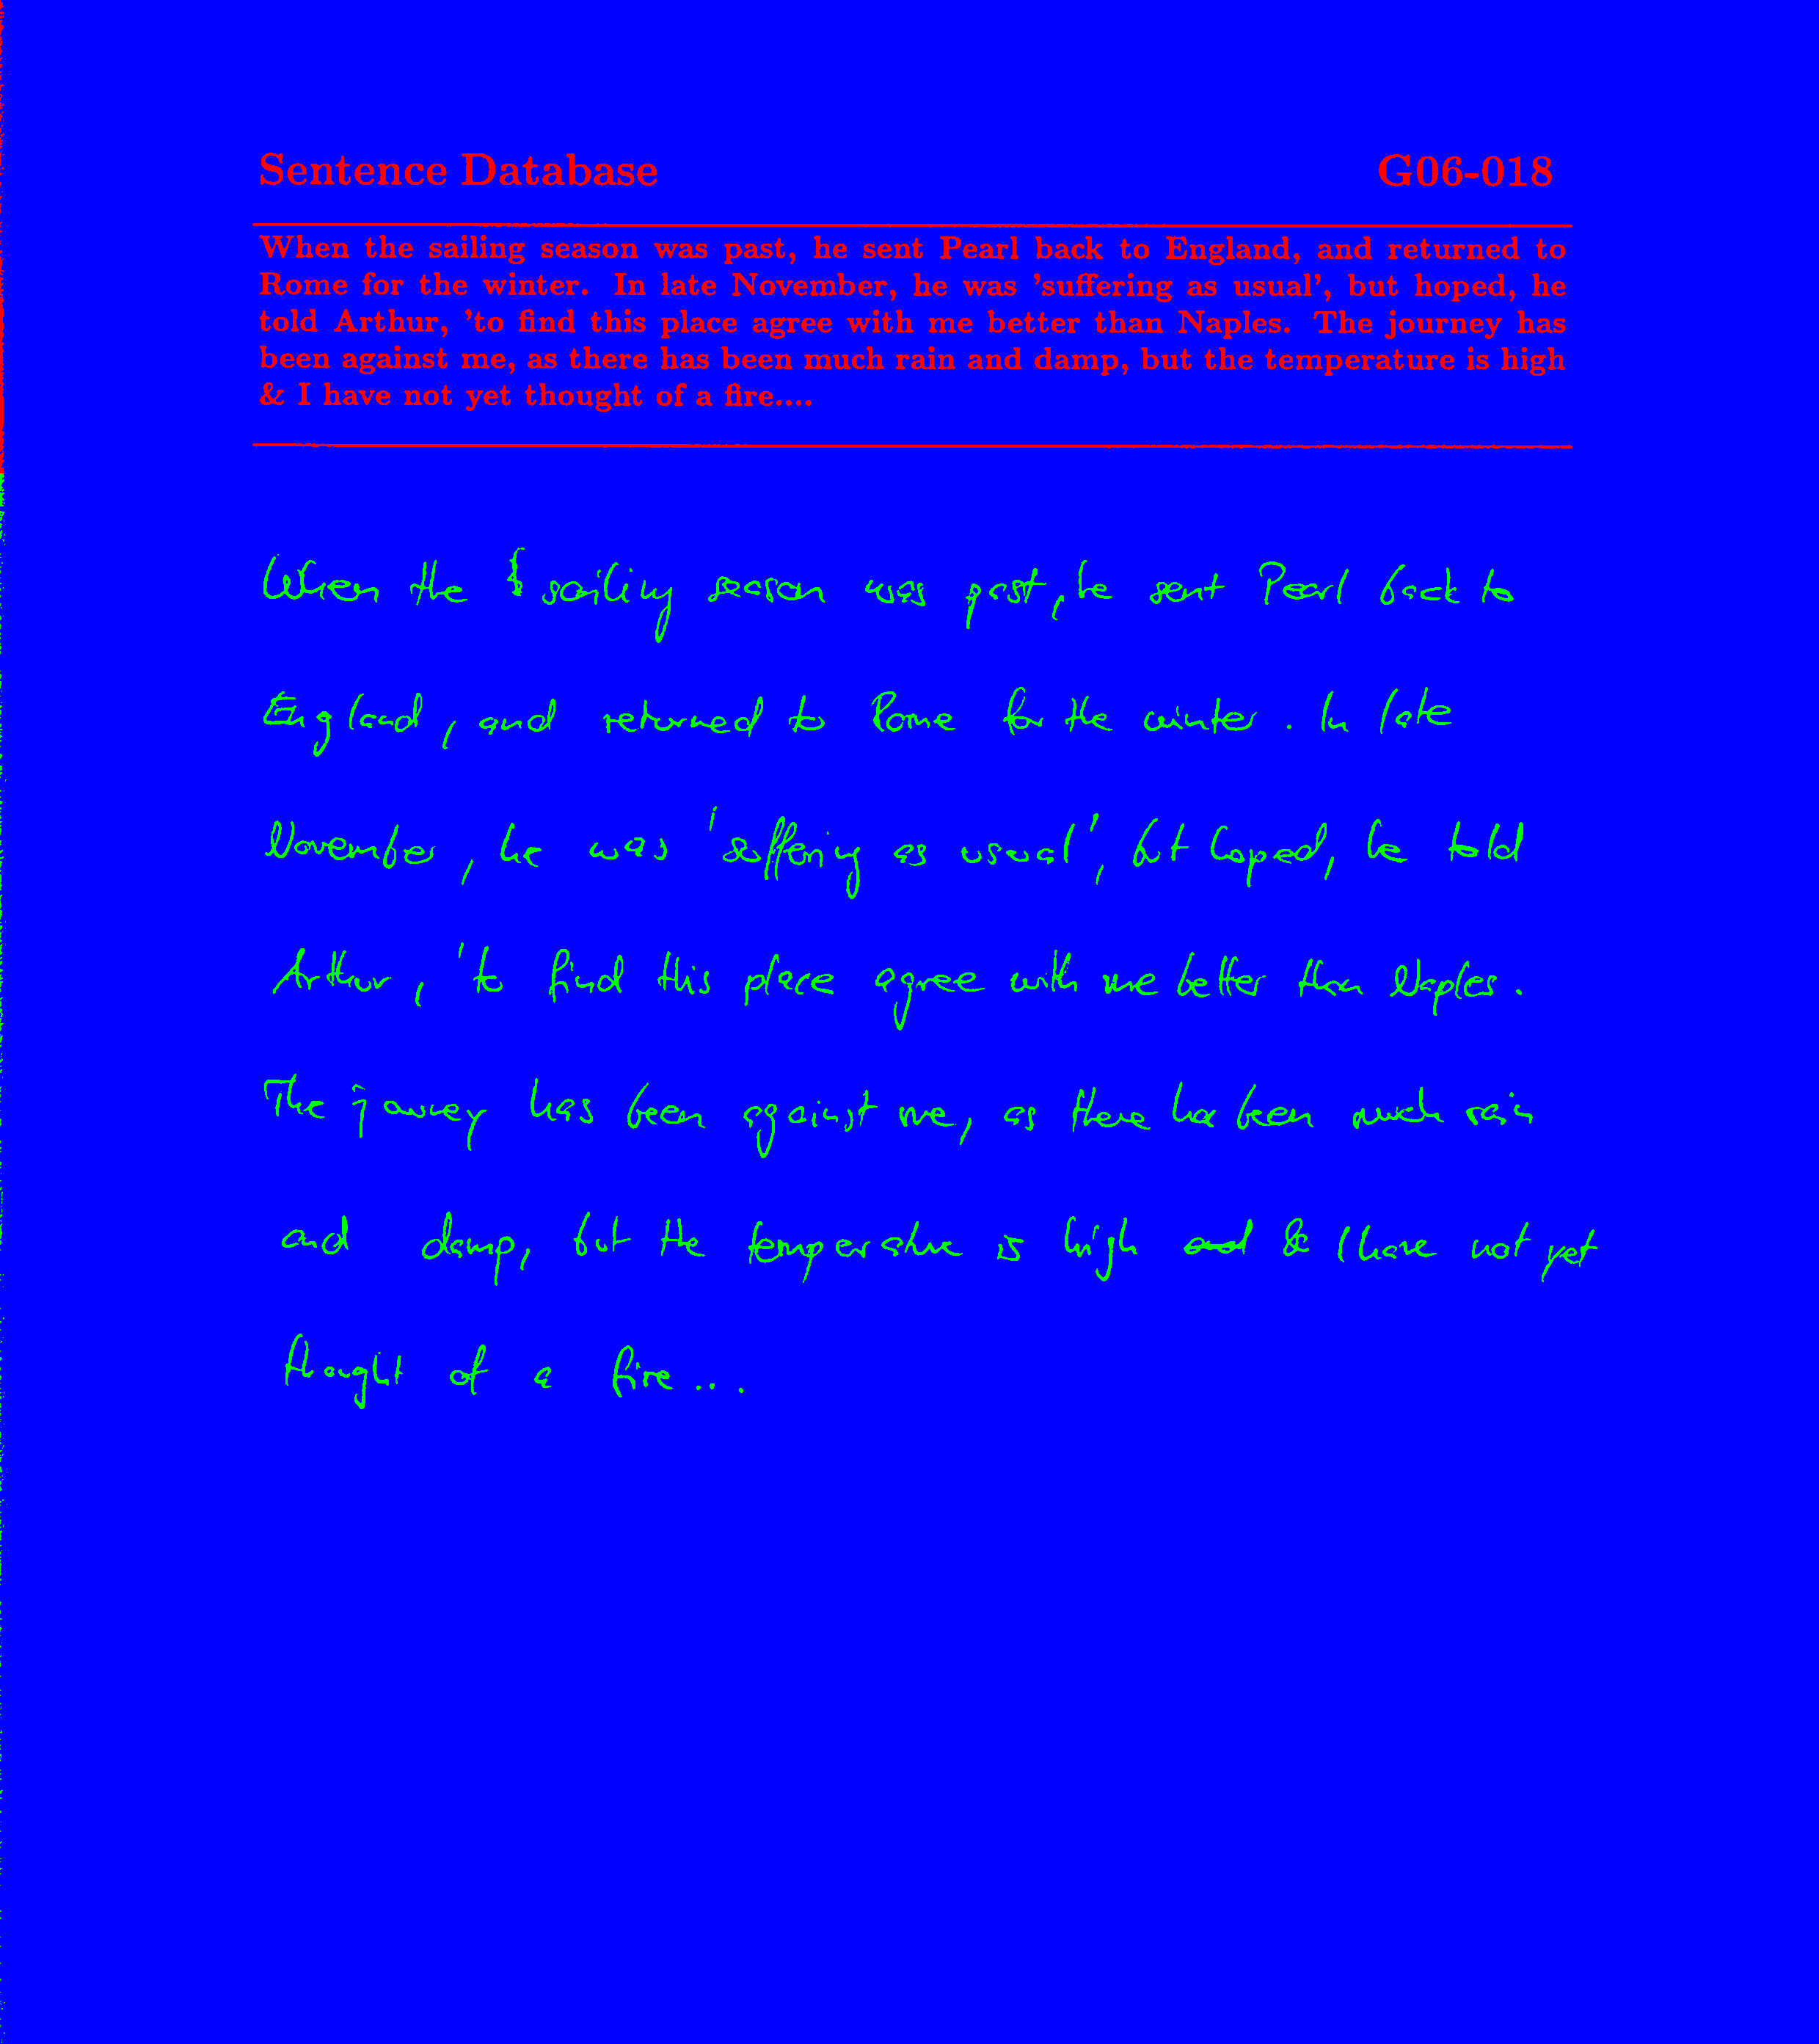 Sentence Database G06-018
When the sailing season was past, he sent Pearl back to England, and returned to
Rome for the winter. In late November, he was 'suffering as usual', but hoped, he
told Arthur, 'to find this place agree with me better than Naples. The journey has
been against me, as there has been much rain and damp, but the temperature is high
& I have not yet thought of a fire....
When the sailing season was past, he sent Pearl back to
England, and returned to Rome for the winter. In late
November, he was 'suffering as usual', but hoped, he told
Arthur, 'to find this place agree with me better than Naples.
The journey has been against me, as there has been much rain
and damp, but the temperature is high and & I have not yet
thought of a fire...